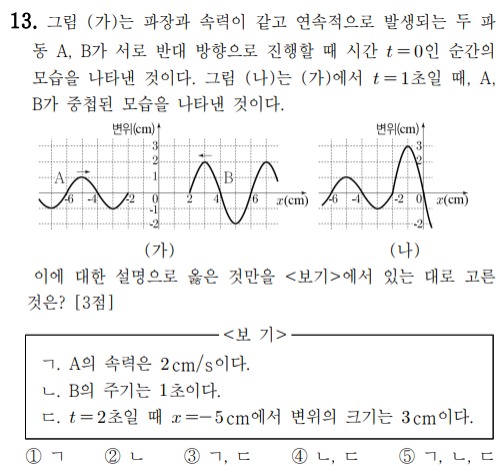 13. 그림 (가)는 파장과 속력이 같고 연속적으로 발생되는 두 파
동 A, B가 서로 반대 방향으로 진행할 때 시간 t=0인 순간의
모습을 나타낸 것이다. 그림 (나)는 (가)에서 t=1초일 때, A,
B가 중첩된 모습을 나타낸 것이다.
변위(cm)
3
2
1
0
-1
-2
A
B
-6 -4 -2 2 4 6 x(cm)
(가)
변위(cm)
3
2
0
-2
-6 -4 -2 x(cm)
(나)
이에 대한 설명으로 옳은 것만을 <보기>에서 있는 대로 고른
것은? [3점]
<보 기>
ㄱ. A의 속력은 2cm/s이다.
ㄴ. B의 주기는 1초이다.
ㄷ. t=2초일 때 x=-5cm에서 변위의 크기는 3cm이다.
① ㄱ ② ㄴ ③ ㄱ, ㄷ ④ ㄴ, ㄷ ⑤ ㄱ, ㄴ, ㄷ